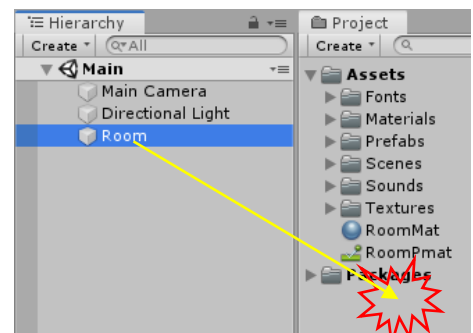 Hierarchy
Create
All
Main
Main Camera
Directional Light
Room
Project
Create
Assets
Fonts
Materials
Prefabs
Scenes
Sounds
Textures
RoomMat
RoomPmat
Packages